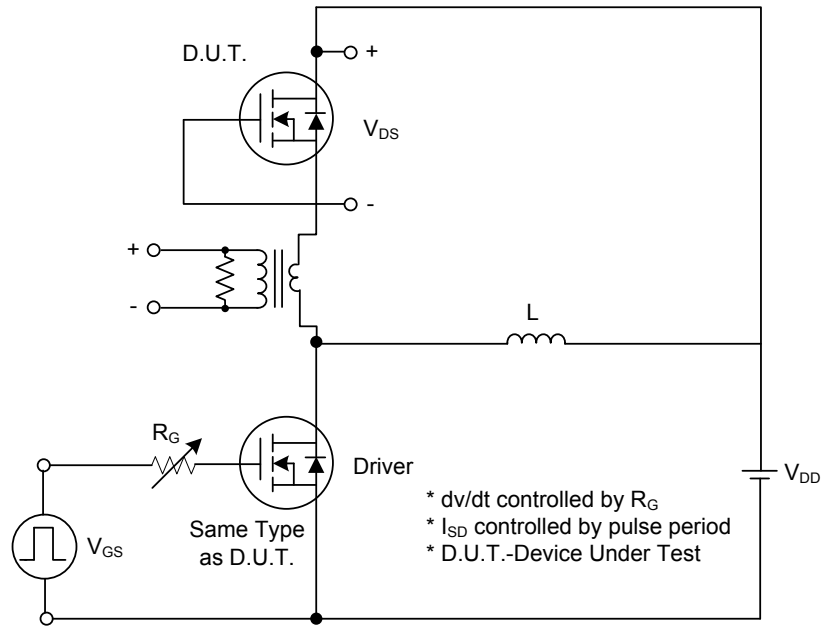 D.U.T.
+
V_DS
-
+
-
L
R_G
Driver
V_DD
V_GS
Same Type
as D.U.T.
* dv/dt controlled by R_G
* I_SD controlled by pulse period
* D.U.T.-Device Under Test